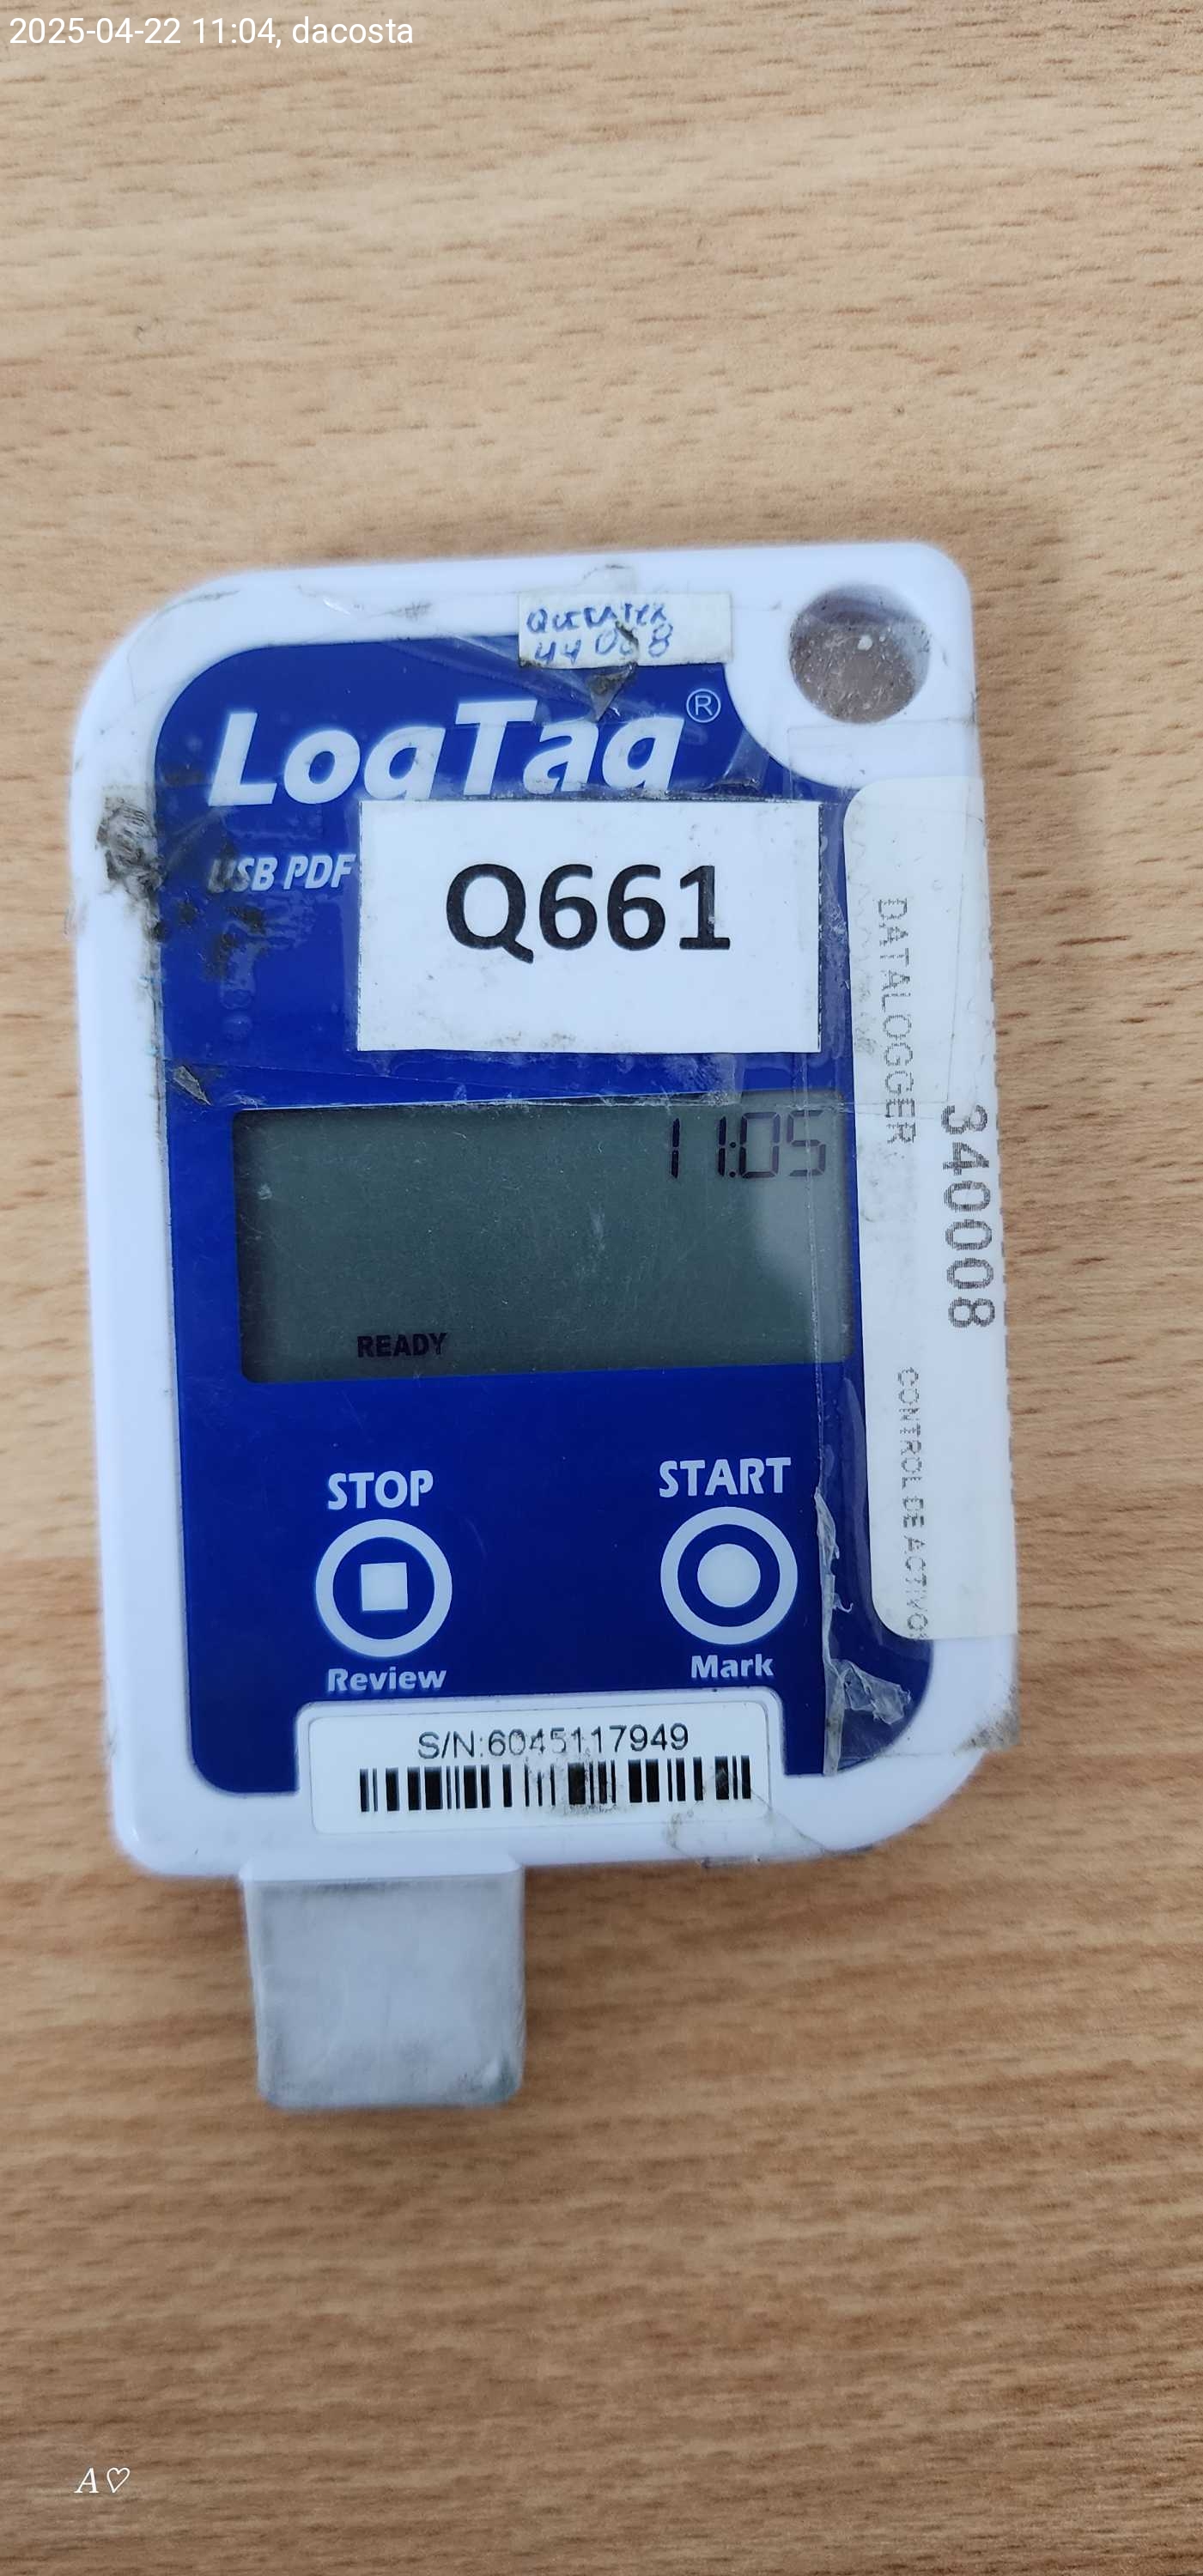 2025-04-22 11:04, dacosta
LogTag®
USB PDF
Q661
DATALOGGER
340008
CONTROL DE ACTIVO
11:05
READY
STOP
START
Review
Mark
S/N:6045117949
A♡